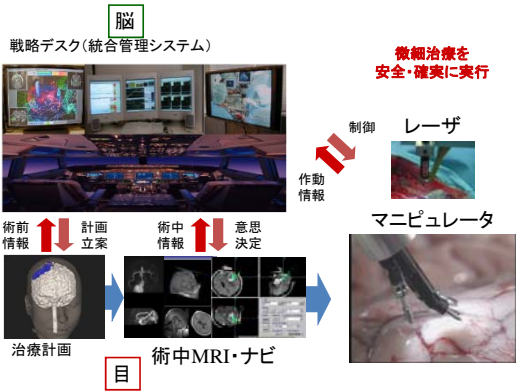 脳
戦略デスク(統合管理システム)
微細治療を
安全・確実に実行
制御
レーザ
作動
情報
マニピュレータ
術前
情報
計画
立案
術中
情報
意思
決定
治療計画
術中MRI・ナビ
目